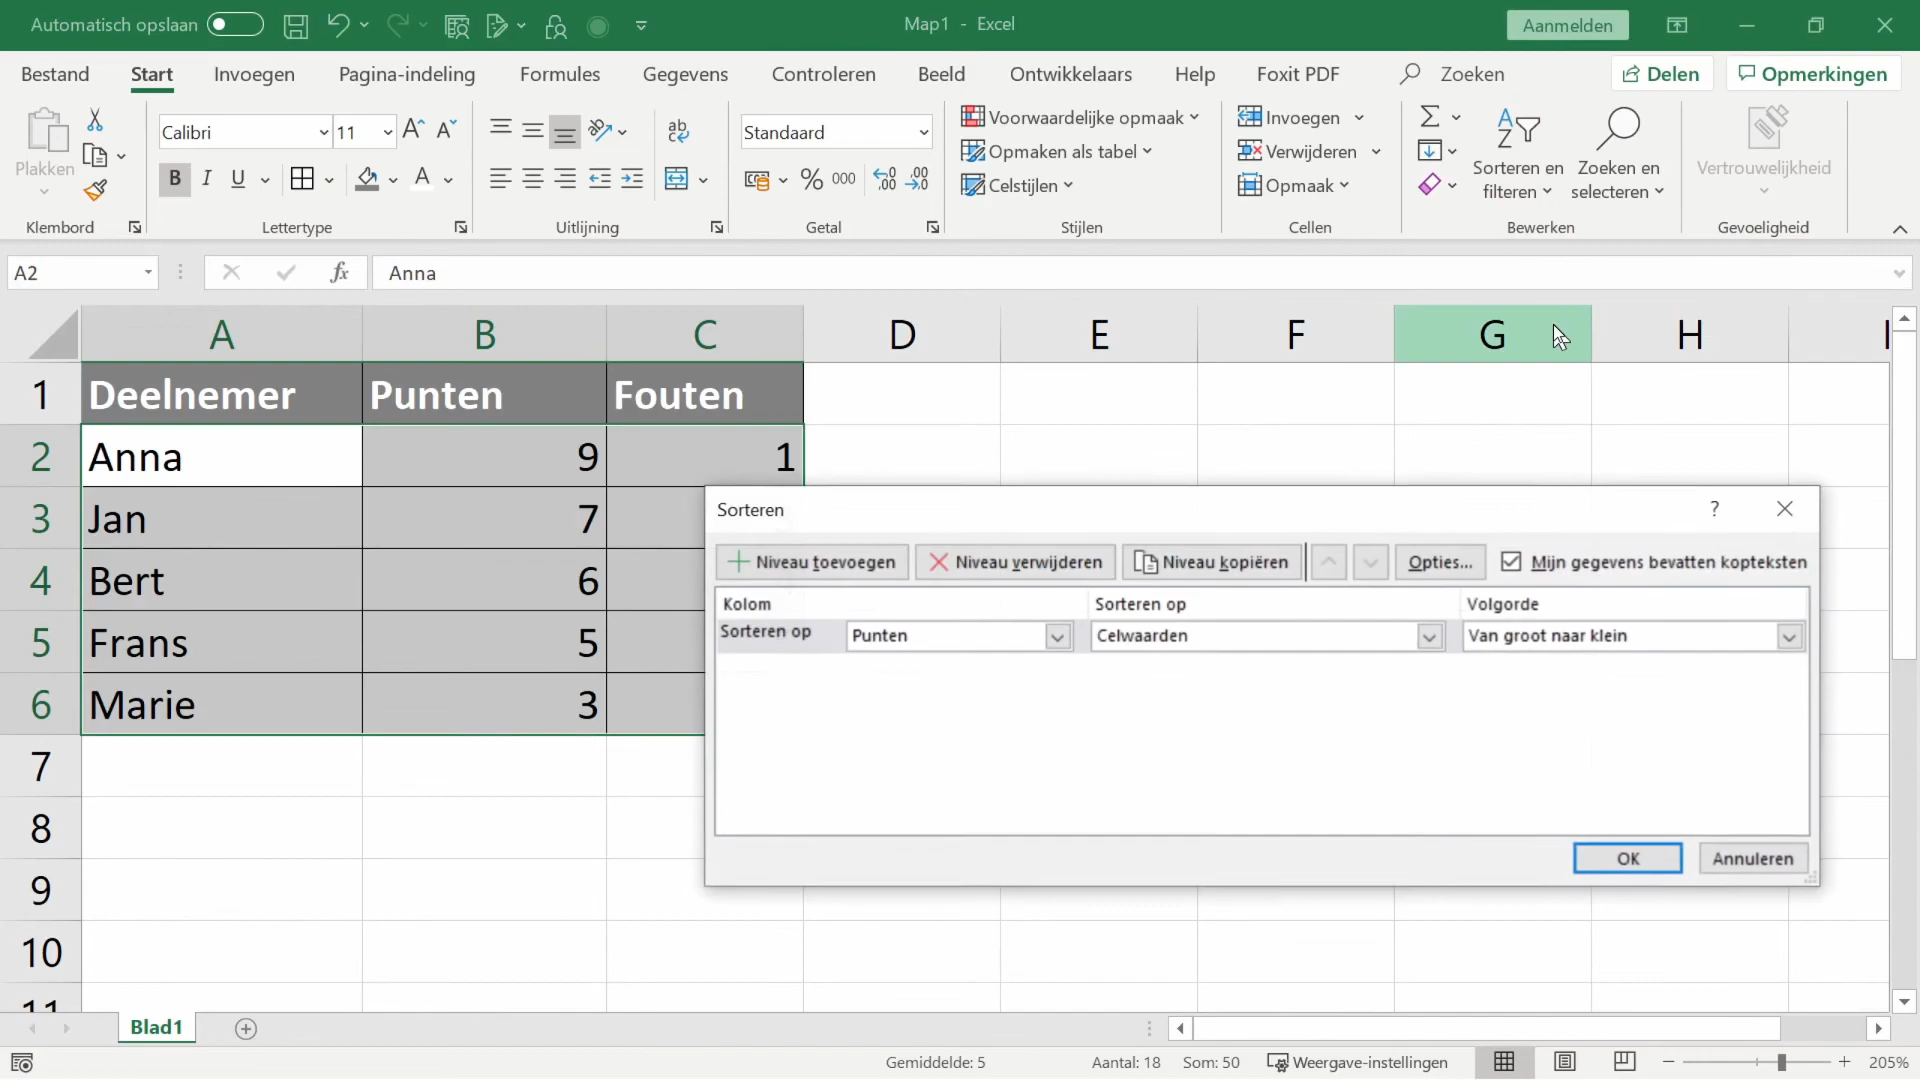 Automatisch opslaan
Map1 - Excel
Aanmelden
Bestand Start Invoegen Pagina-indeling Formules Gegevens Controleren Beeld Ontwikkelaars Help Foxit PDF Zoeken Delen Opmerkingen
Plakken
Calibri 11
B I U A
ab
Standaard
% 000
Voorwaardelijke opmaak
Opmaken als tabel
Celstijlen
Invoegen
Verwijderen
Opmaak
Sorteren en filteren
Zoeken en selecteren
Vertrouwelijkheid
Klembord Lettertype Uitlijning Getal Stijlen Cellen Bewerken Gevoeligheid
A2 fx Anna
A B C D E F G H I
1 Deelnemer Punten Fouten
2 Anna 9 1
3 Jan 7
4 Bert 6
5 Frans 5
6 Marie 3
7
8
9
10
11
Sorteren ?
Niveau toevoegen Niveau verwijderen Niveau kopiëren Opties... Mijn gegevens bevatten kopteksten
Kolom Sorteren op Volgorde
Sorteren op Punten Celwaarden Van groot naar klein
OK Annuleren
Blad1
Gemiddelde: 5 Aantal: 18 Som: 50 Weergave-instellingen 205%